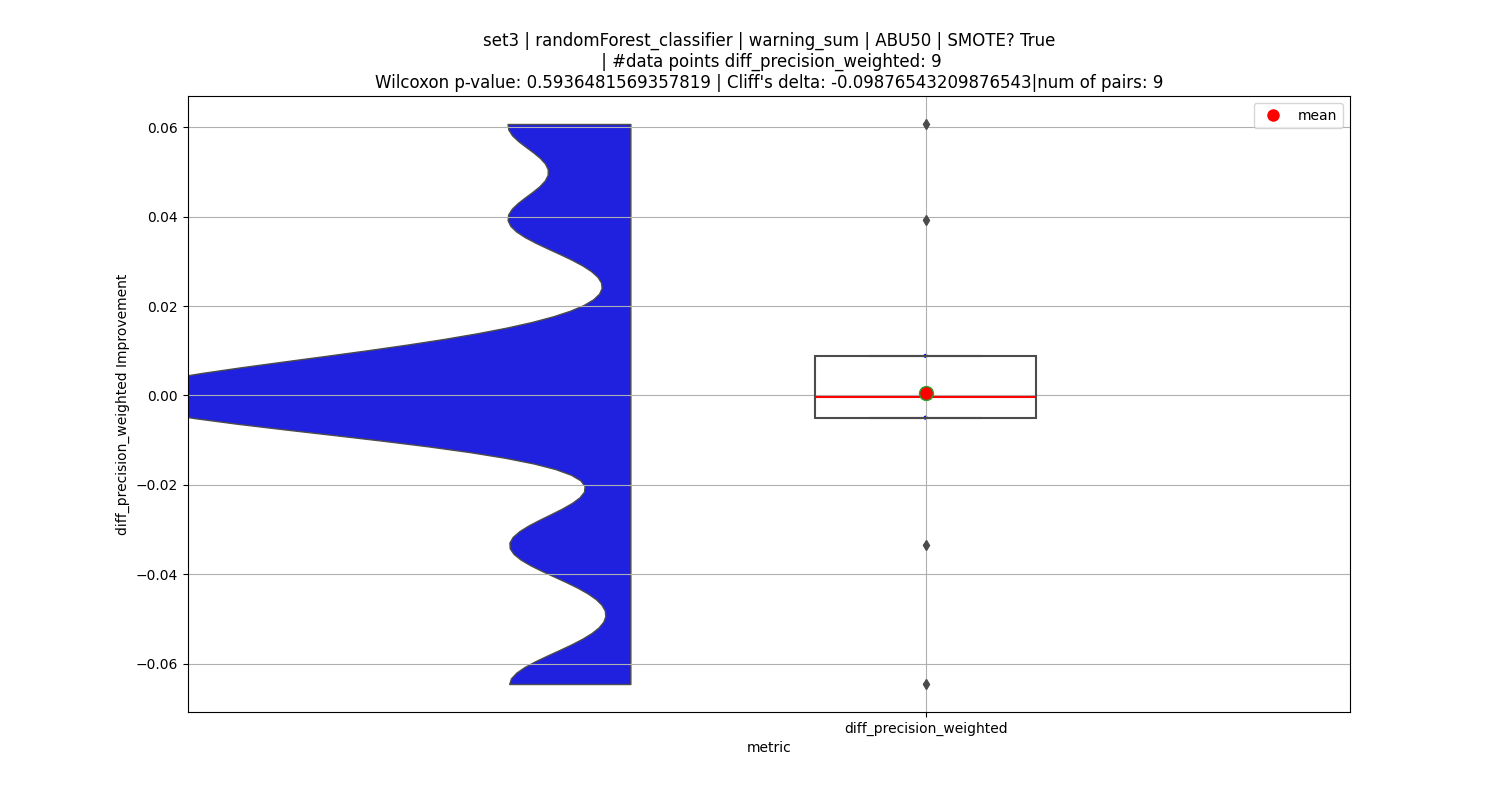 set3 | randomForest_classifier | warning_sum | ABU50 | SMOTE? True
| #data points diff_precision_weighted: 9
Wilcoxon p-value: 0.5936481569357819 | Cliff's delta: -0.09876543209876543|num of pairs: 9
mean
0.06
0.04
0.02
0.00
−0.02
−0.04
−0.06
diff_precision_weighted Improvement
diff_precision_weighted
metric